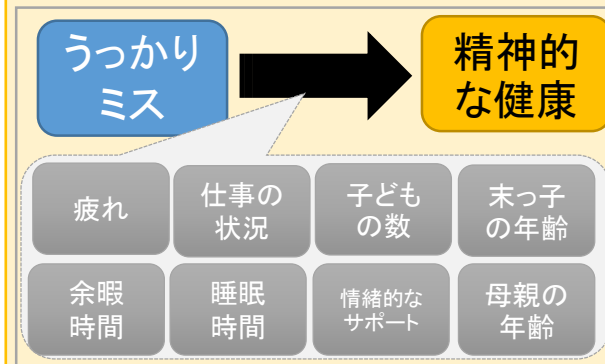 うっかり
ミス
精神的
な健康
疲れ
仕事の
状況
子ども
の数
末っ子
の年齢
余暇
時間
睡眠
時間
情緒的な
サポート
母親の
年齢